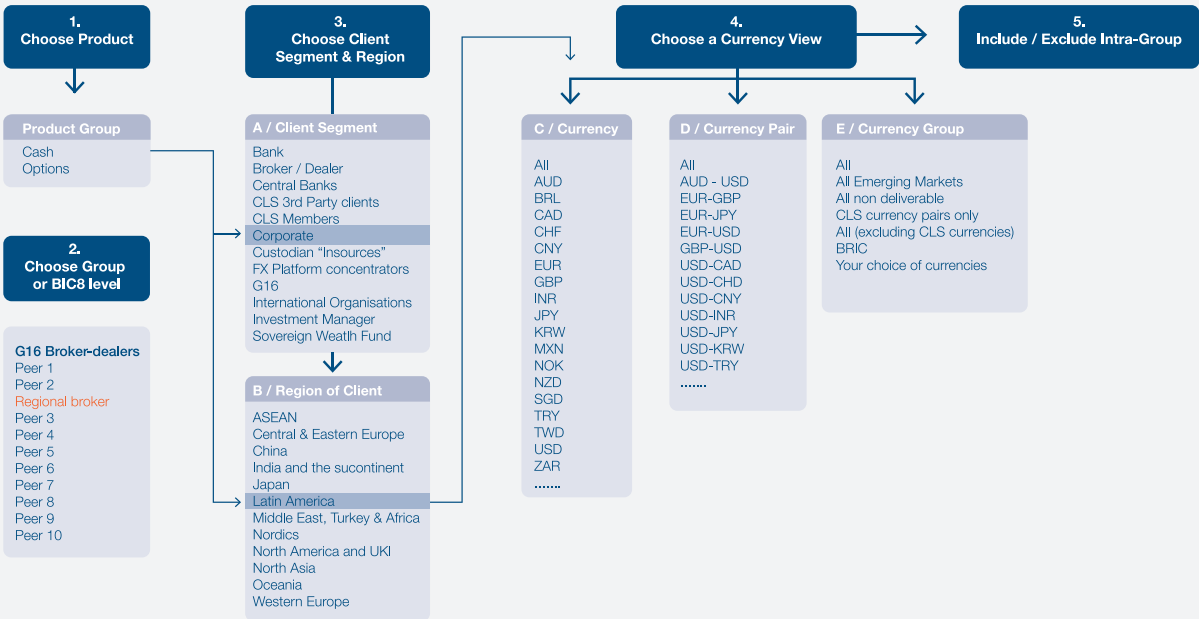 1.
Choose Product
Product Group
Cash
Options
2.
Choose Group
or BIC8 level
G16 Broker-dealers
Peer 1
Peer 2
Regional broker
Peer 3
Peer 4
Peer 5
Peer 6
Peer 7
Peer 8
Peer 9
Peer 10
3.
Choose Client
Segment & Region
A / Client Segment
Bank
Broker / Dealer
Central Banks
CLS 3rd Party clients
CLS Members
Corporate
Custodian “Insources”
FX Platform concentrators
G16
International Organisations
Investment Manager
Sovereign Weatlh Fund
B / Region of Client
ASEAN
Central & Eastern Europe
China
India and the sucontinent
Japan
Latin America
Middle East, Turkey & Africa
Nordics
North America and UKI
North Asia
Oceania
Western Europe
4.
Choose a Currency View
C / Currency
All
AUD
BRL
CAD
CHF
CNY
EUR
GBP
INR
JPY
KRW
MXN
NOK
NZD
SGD
TRY
TWD
USD
ZAR
.......
D / Currency Pair
All
AUD - USD
EUR-GBP
EUR-JPY
EUR-USD
GBP-USD
USD-CAD
USD-CHD
USD-CNY
USD-INR
USD-JPY
USD-KRW
USD-TRY
.......
E / Currency Group
All
All Emerging Markets
All non deliverable
CLS currency pairs only
All (excluding CLS currencies)
BRIC
Your choice of currencies
5.
Include / Exclude Intra-Group